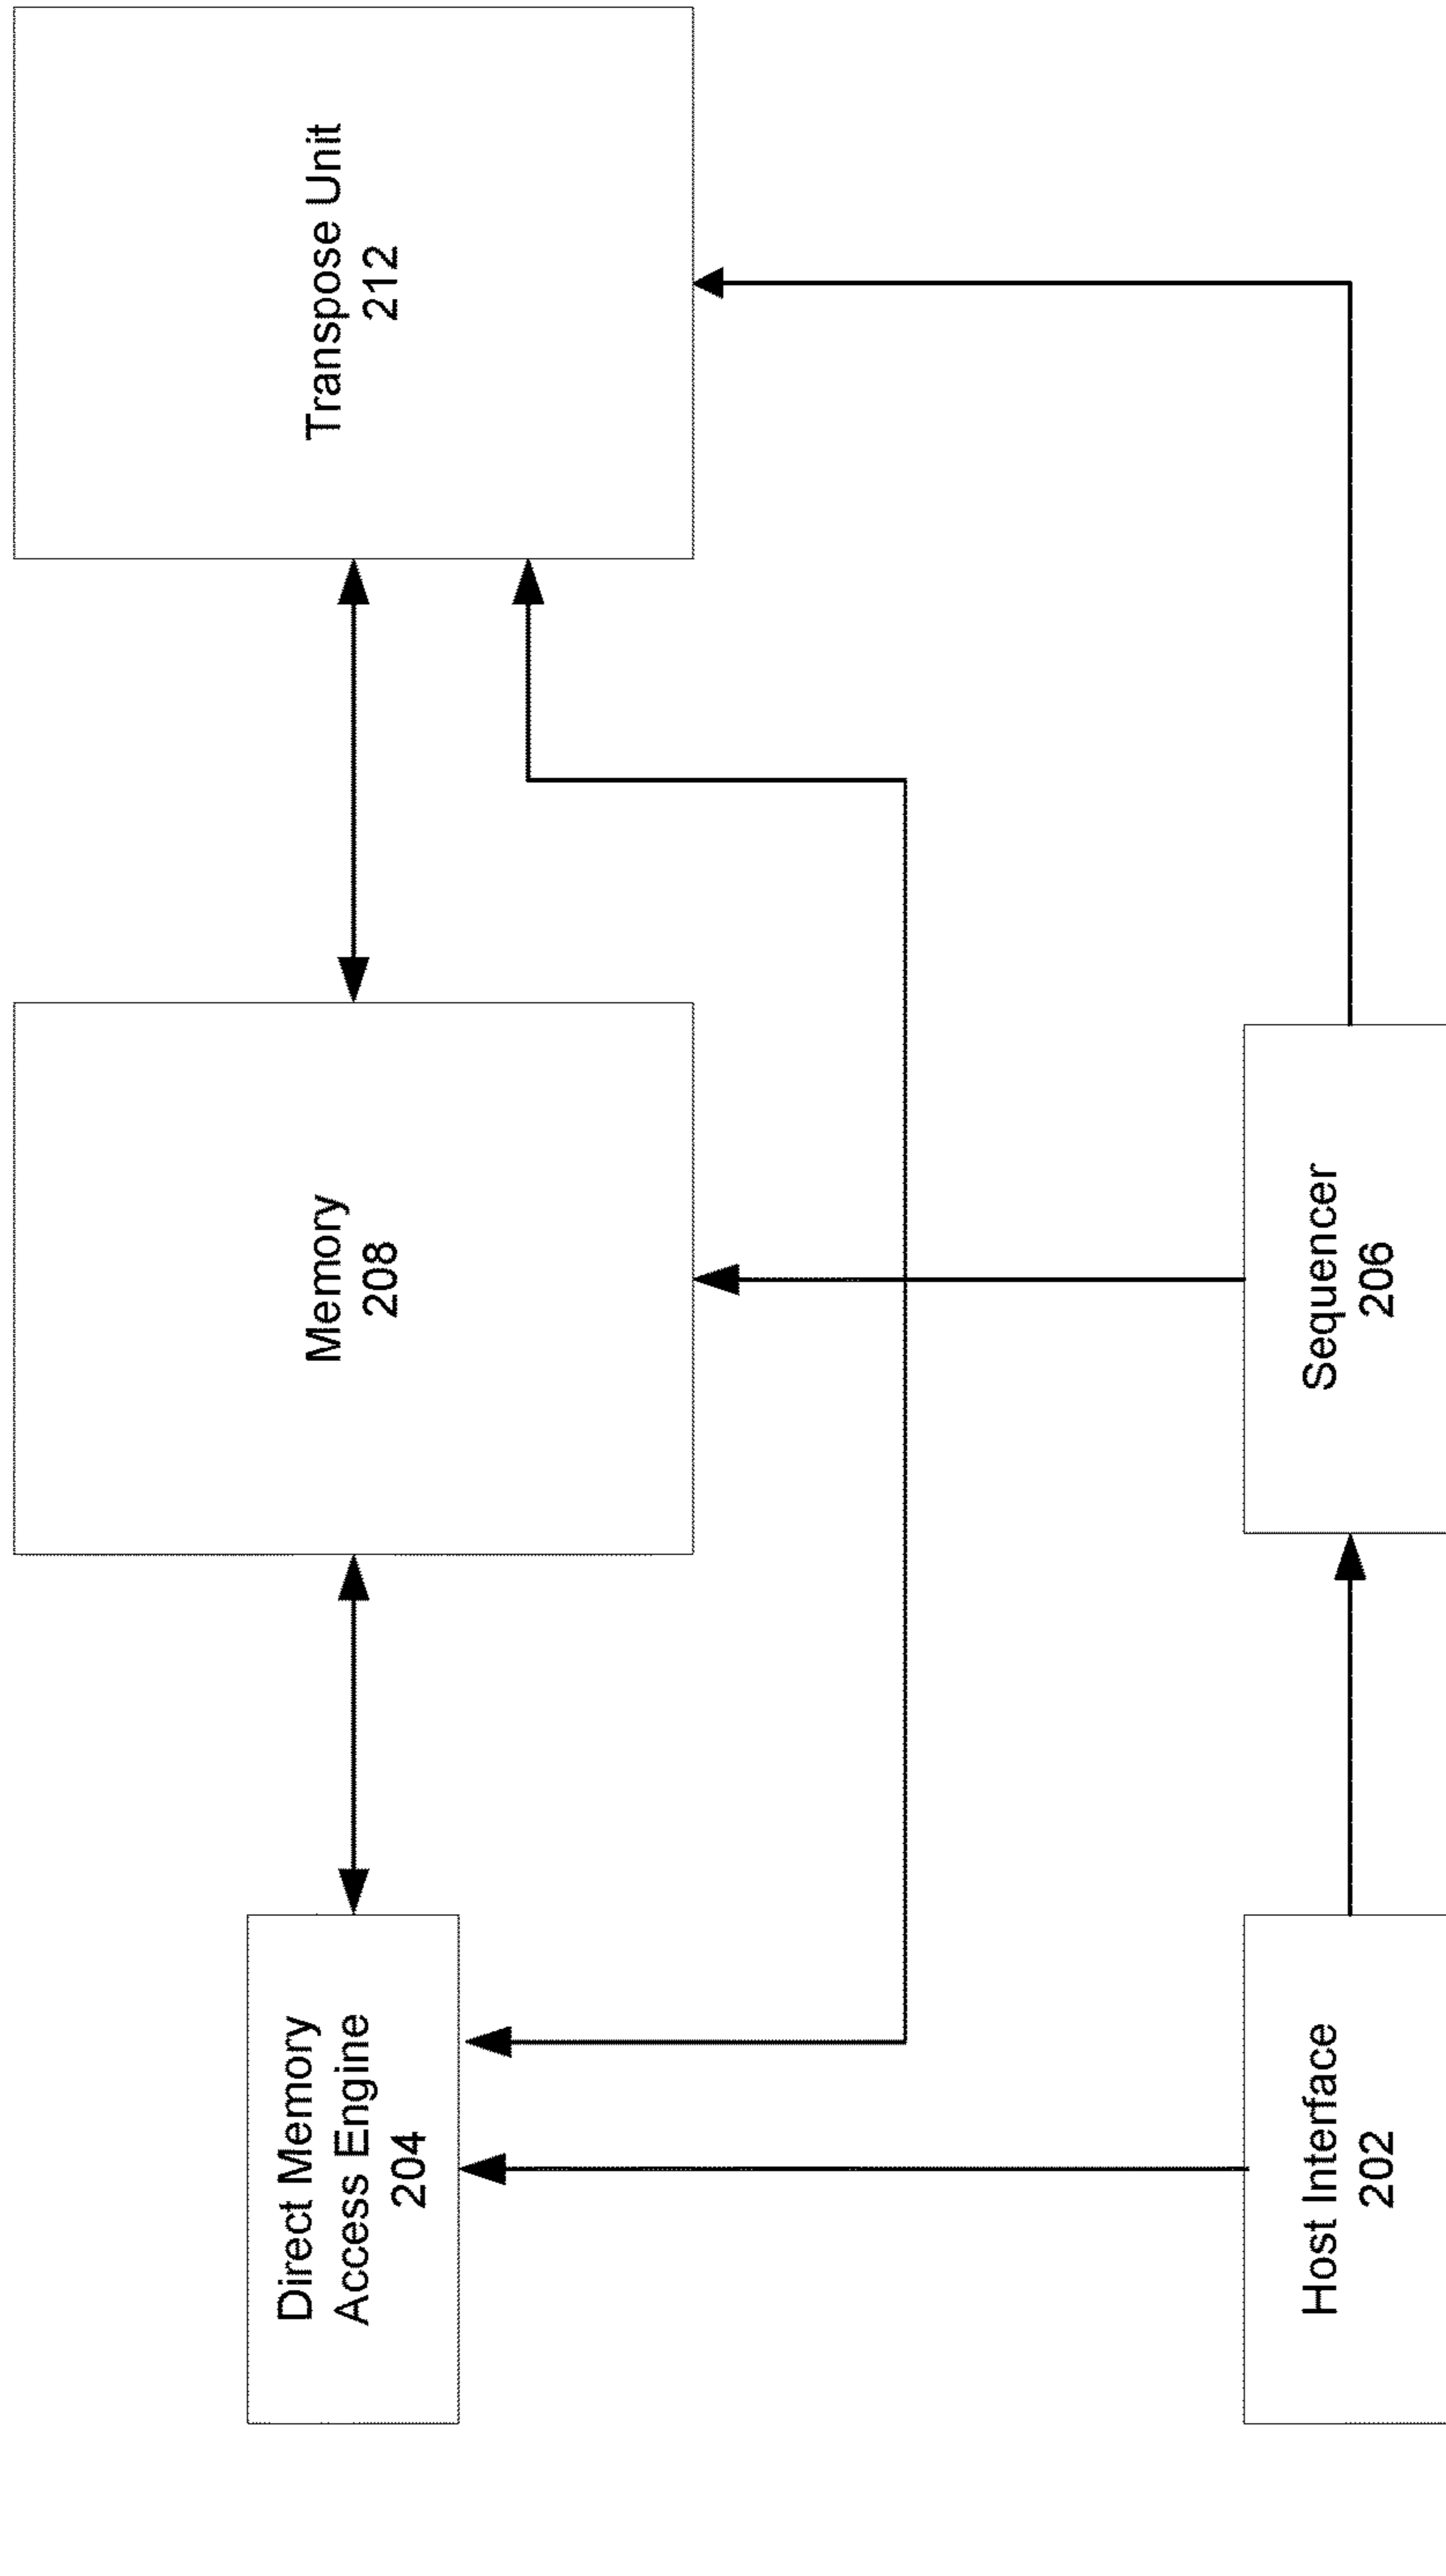 Direct Memory
Access Engine
204
Memory
208
Transpose Unit
212
Host Interface
202
Sequencer
206